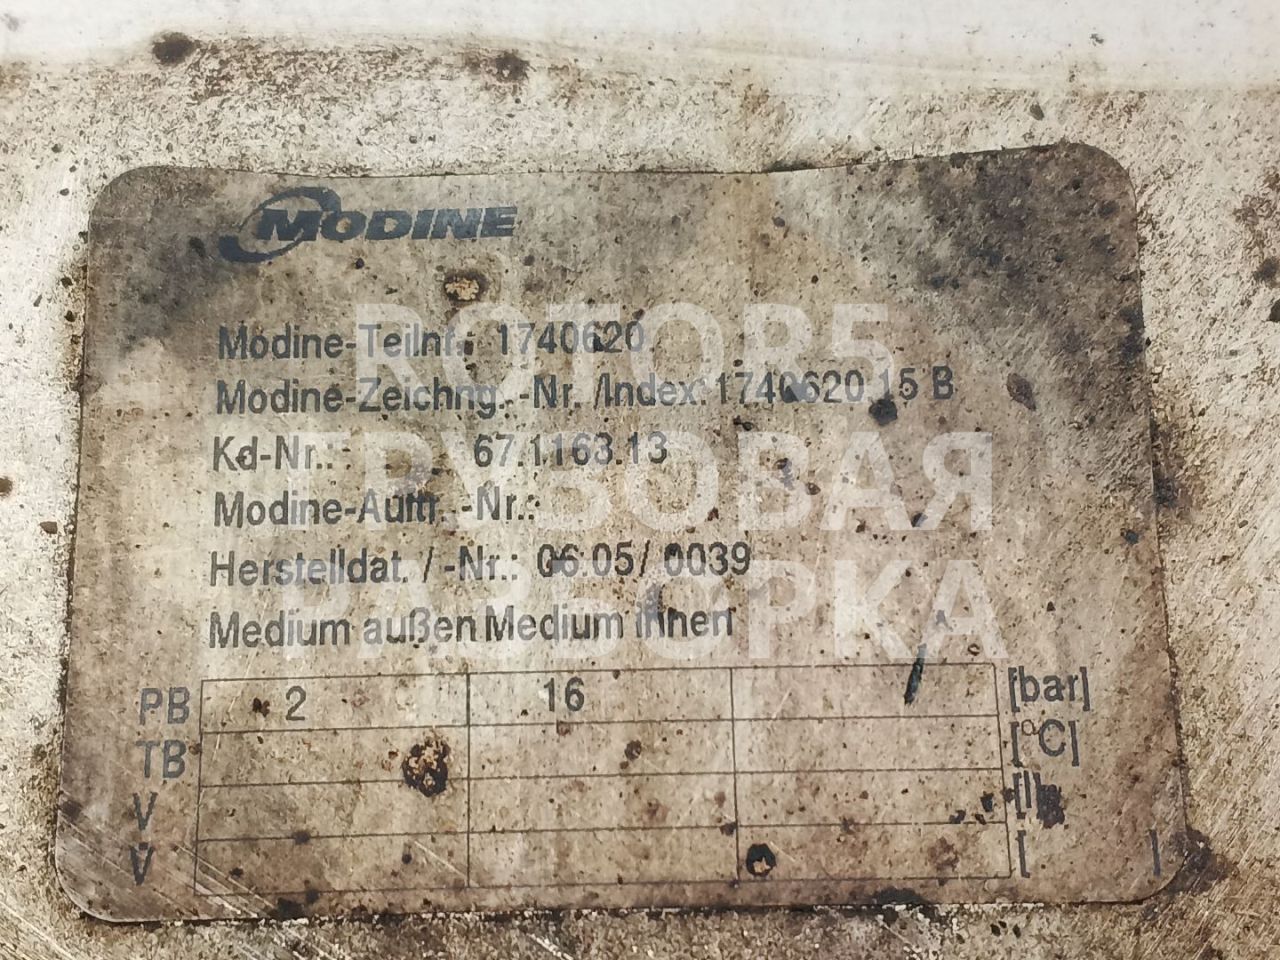 MODINE
Modine-Teilnr.: 1740620
Modine-Zeichng. -Nr. /Index: 1740620.15 B
Kd-Nr.: : 67.1163.13
Modine-Auftr. -Nr.:
Herstelldat. / -Nr.: 06.05/ 0039
Medium außen Medium innen
PB 2 16 [bar]
TB [°C]
V [l]
V̇ [ ]
ROTOR5
ГРУЗОВАЯ
РАЗБОРКА